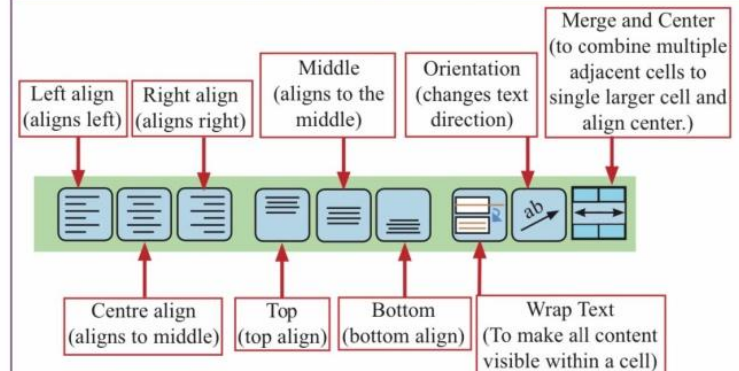 Merge and Center
(to combine multiple
adjacent cells to
single larger cell and
align center.)
Middle
(aligns to the
middle)
Orientation
(changes text
direction)
Left align
(aligns left)
Right align
(aligns right)
ab
Centre align
(aligns to middle)
Top
(top align)
Bottom
(bottom align)
Wrap Text
(To make all content
visible within a cell)